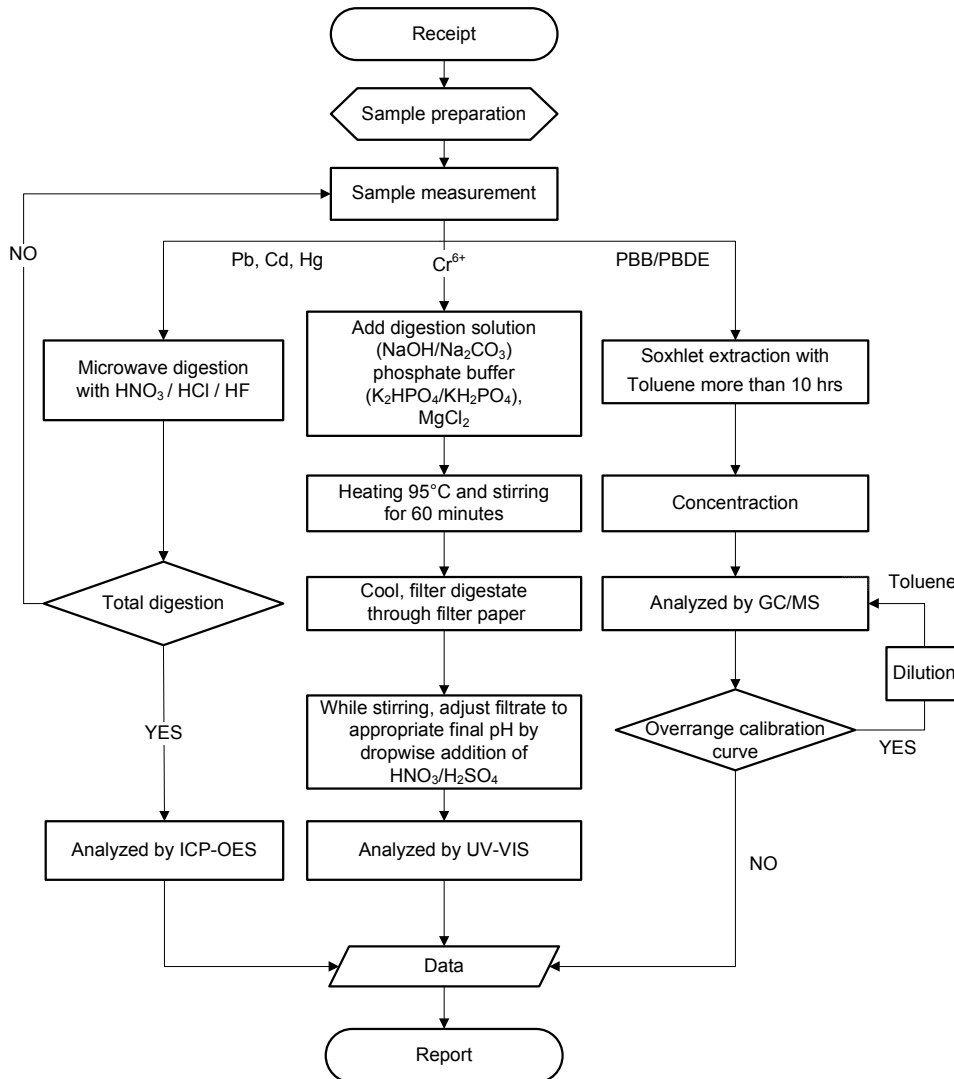 Receipt
Sample preparation
Sample measurement
NO
Pb, Cd, Hg
Cr⁶⁺
PBB/PBDE
Microwave digestion
with HNO₃ / HCl / HF
Add digestion solution
(NaOH/Na₂CO₃)
phosphate buffer
(K₂HPO₄/KH₂PO₄),
MgCl₂
Soxhlet extraction with
Toluene more than 10 hrs
Heating 95°C and stirring
for 60 minutes
Concentraction
Total digestion
Cool, filter digestate
through filter paper
Analyzed by GC/MS
Toluene
Dilution
YES
While stirring, adjust filtrate to
appropriate final pH by
dropwise addition of
HNO₃/H₂SO₄
Overrange calibration
curve
YES
Analyzed by ICP-OES
Analyzed by UV-VIS
NO
Data
Report